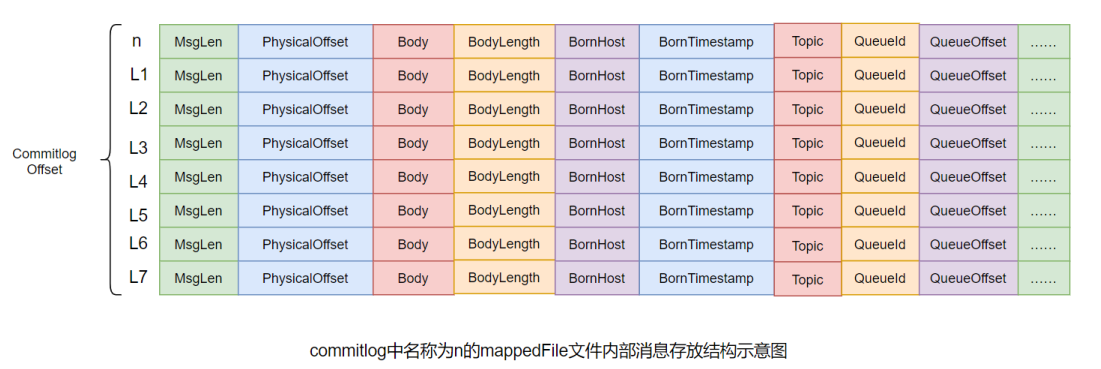 n MsgLen PhysicalOffset Body BodyLength BornHost BornTimestamp Topic QueueId QueueOffset ......
L1 MsgLen PhysicalOffset Body BodyLength BornHost BornTimestamp Topic QueueId QueueOffset ......
L2 MsgLen PhysicalOffset Body BodyLength BornHost BornTimestamp Topic QueueId QueueOffset ......
L3 MsgLen PhysicalOffset Body BodyLength BornHost BornTimestamp Topic QueueId QueueOffset ......
Commitlog
Offset
L4 MsgLen PhysicalOffset Body BodyLength BornHost BornTimestamp Topic QueueId QueueOffset ......
L5 MsgLen PhysicalOffset Body BodyLength BornHost BornTimestamp Topic QueueId QueueOffset ......
L6 MsgLen PhysicalOffset Body BodyLength BornHost BornTimestamp Topic QueueId QueueOffset ......
L7 MsgLen PhysicalOffset Body BodyLength BornHost BornTimestamp Topic QueueId QueueOffset ......
commitlog中名称为n的mappedFile文件内部消息存放结构示意图